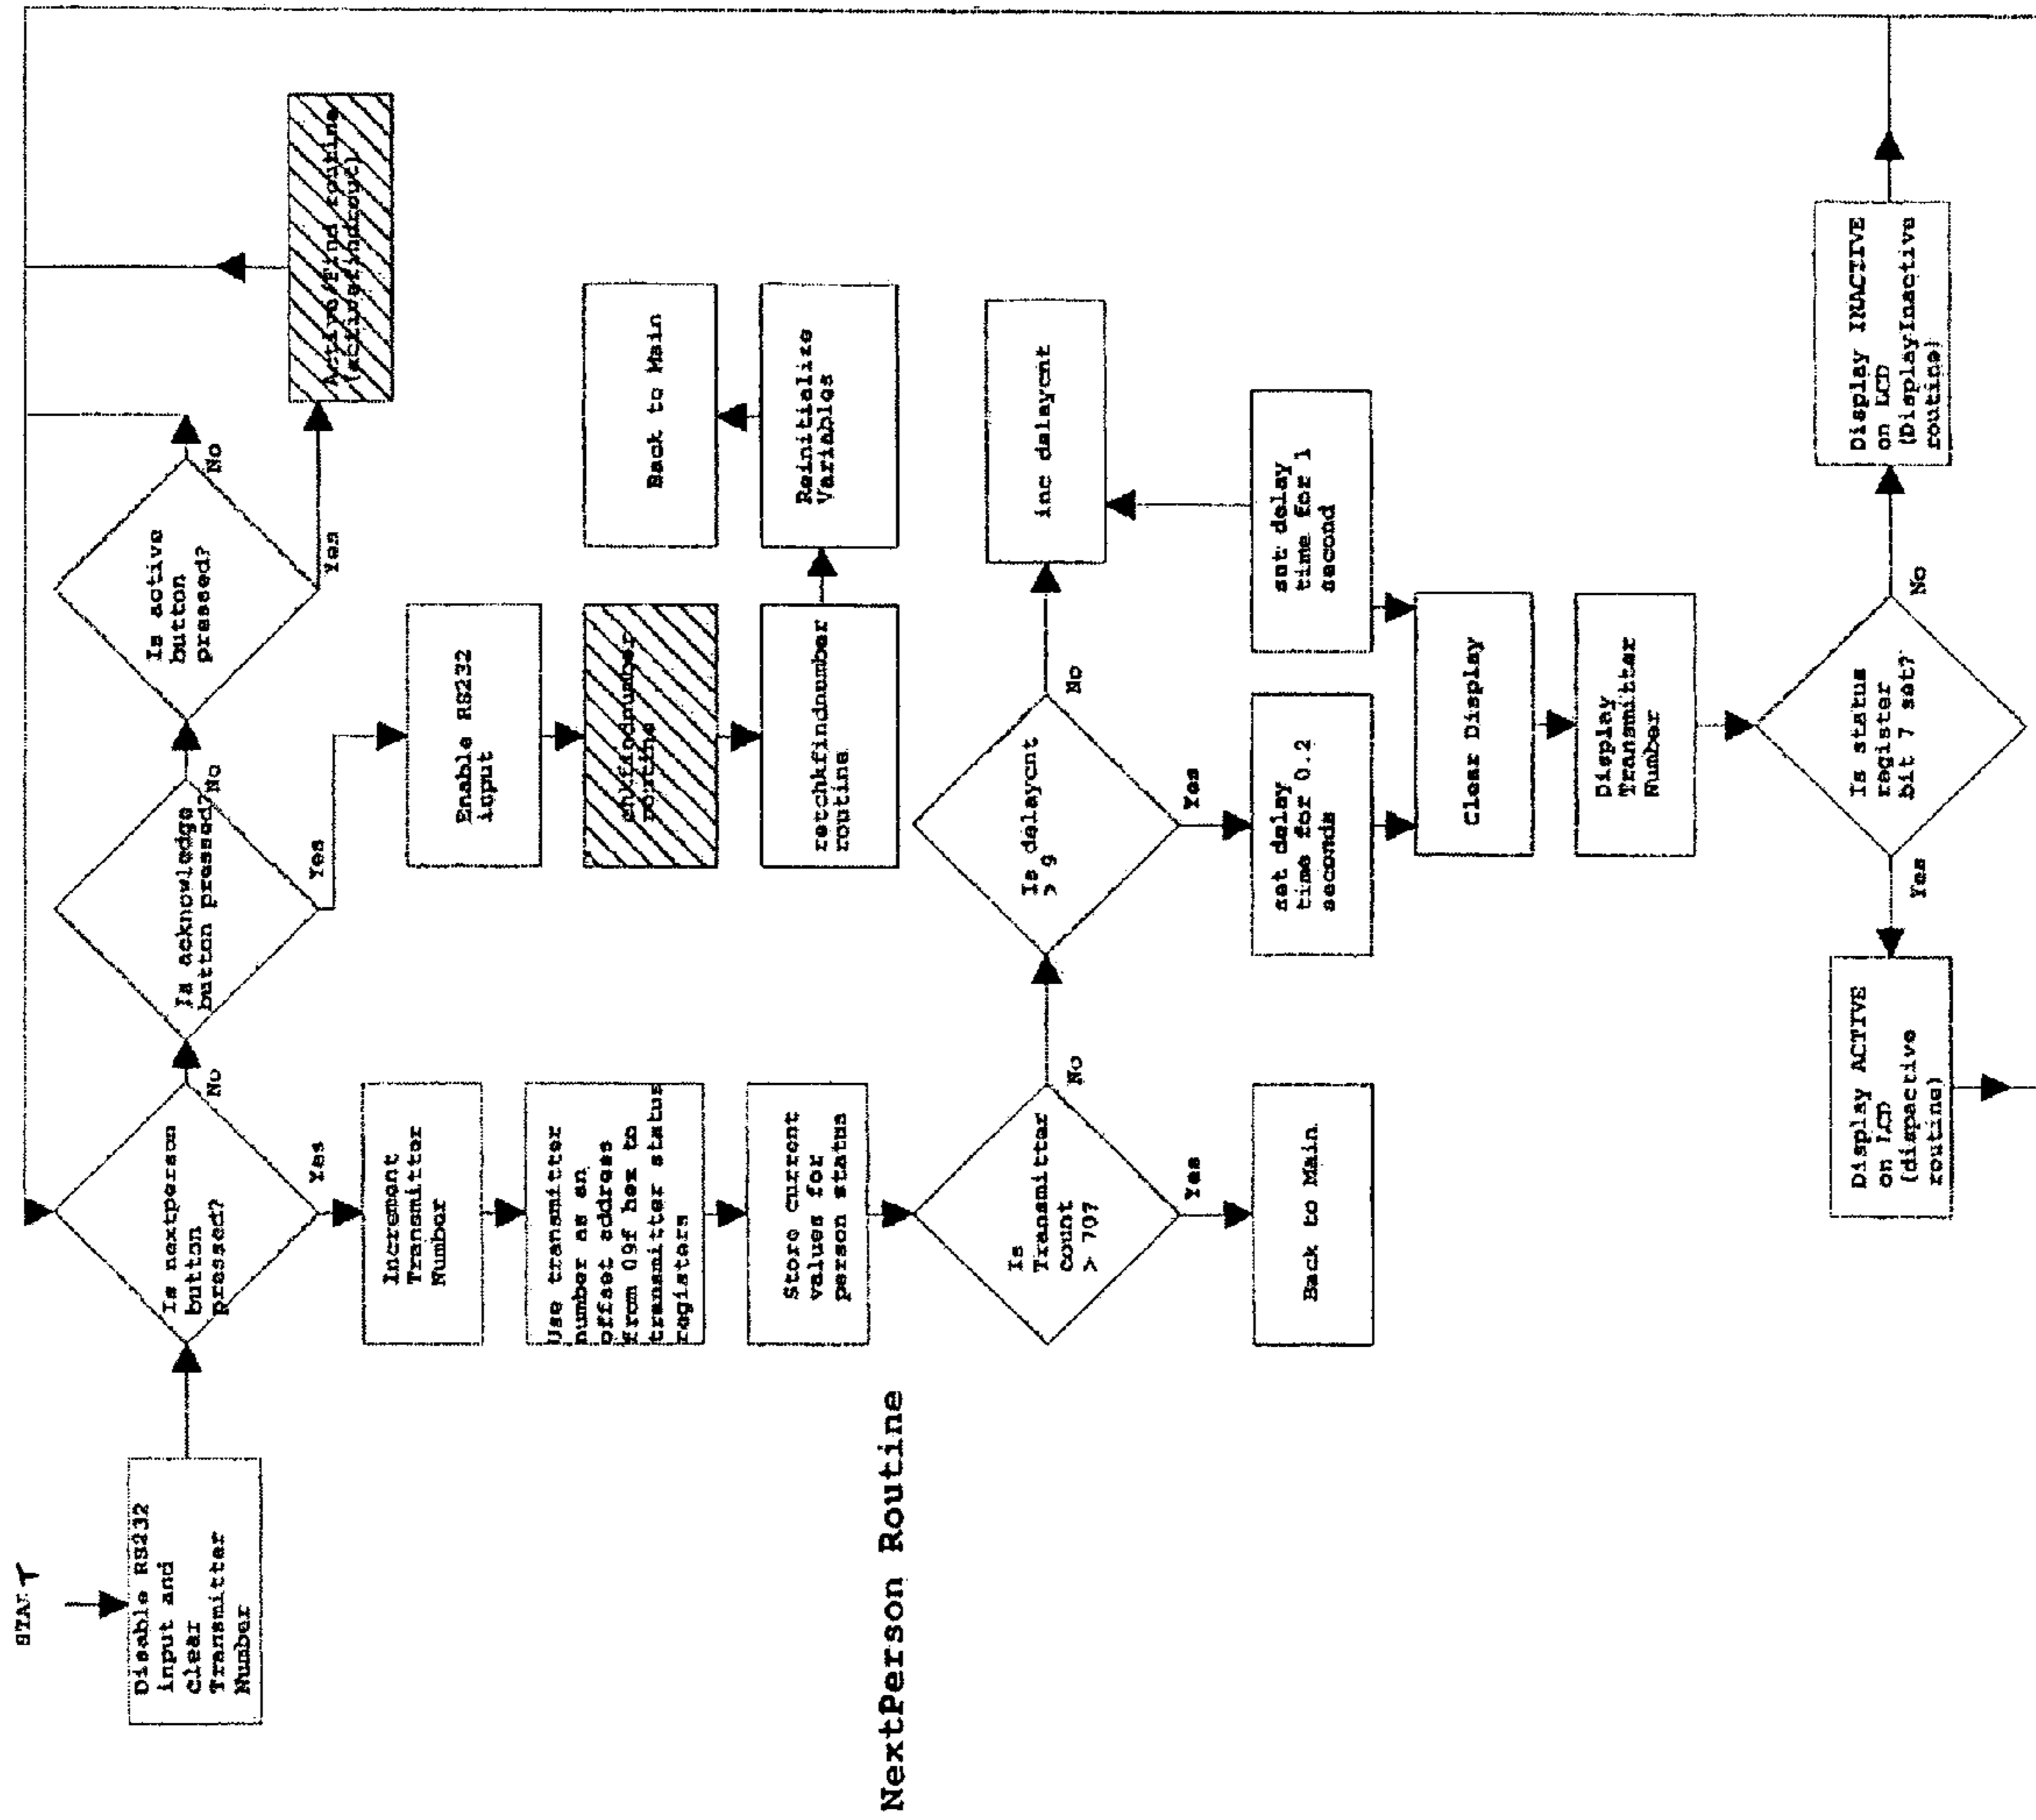 START
Disable RS232
input and
clear
Transmitter
Number
Is nextperson
button
pressed?
No
Yes
Is acknowledge
button pressed?
No
Yes
Is active
button
pressed?
No
Yes
Active/Find routine
Increment
Transmitter
Number
Use transmitter
number as an
offset address
from 09f hex to
transmitter status
registers
Store current
values for
person status
Enable RS232
input
routine
retchkfindnumber
routine
Reinitialize
Variables
Back to Main
Is
Transmitter
count
> 70?
No
Yes
Back to Main
Is delaycnt
> 9
No
Yes
inc delaycnt
set delay
time for 0.2
seconds
set delay
time for 1
second
Clear Display
Display
Transmitter
Number
Is status
register
bit 7 set?
Yes
No
Display ACTIVE
on LCD
(dispactive
routine)
Display INACTIVE
on LCD
(DisplayInactive
routine)
NextPerson Routine